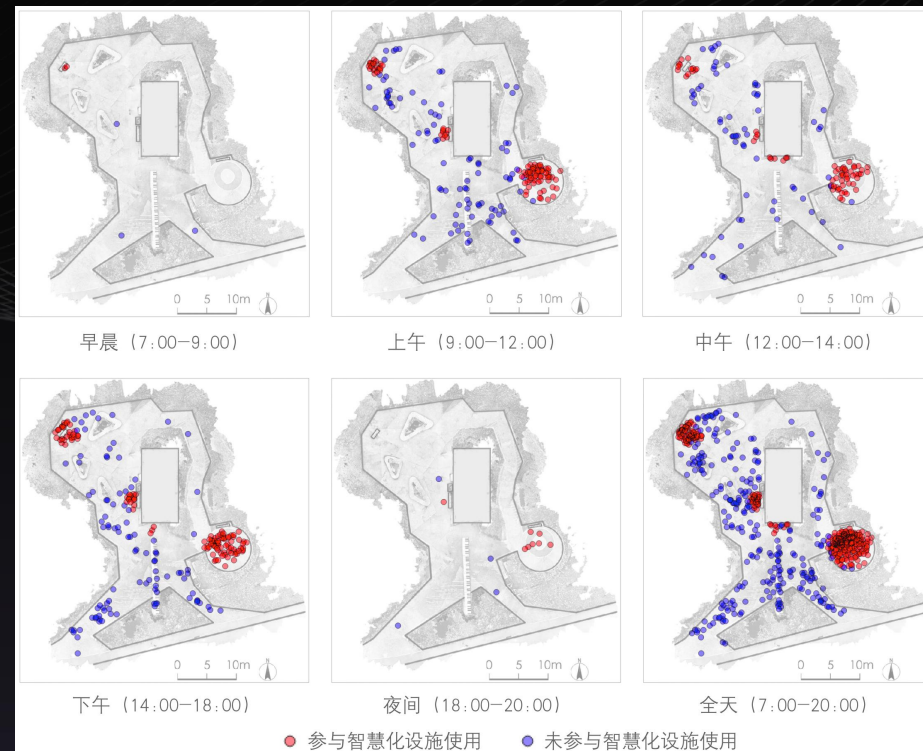 N
0 5 10m
N
0 5 10m
N
0 5 10m
早晨 (7:00-9:00)
上午 (9:00-12:00)
中午 (12:00-14:00)
N
0 5 10m
N
0 5 10m
N
0 5 10m
下午 (14:00-18:00)
夜间 (18:00-20:00)
全天 (7:00-20:00)
参与智慧化设施使用 未参与智慧化设施使用